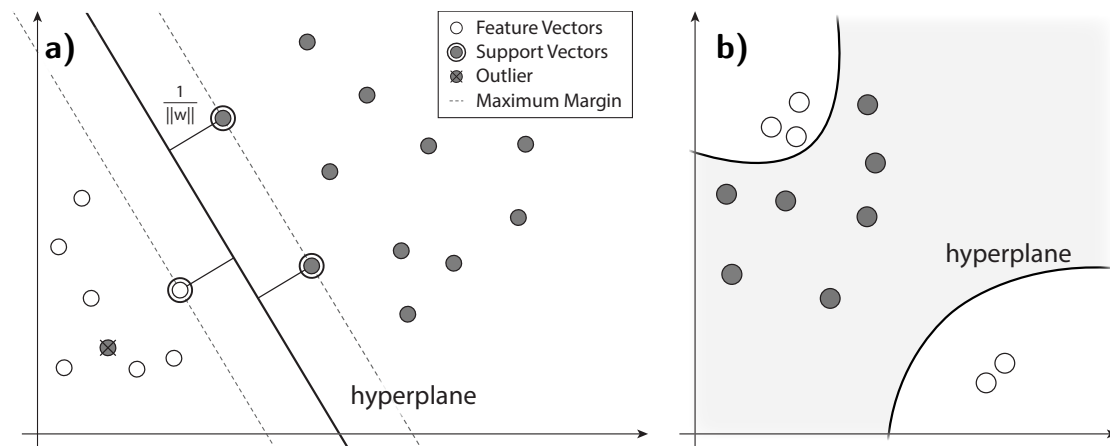 a)
Feature Vectors
Support Vectors
Outlier
Maximum Margin
1
||w||
hyperplane
b)
hyperplane